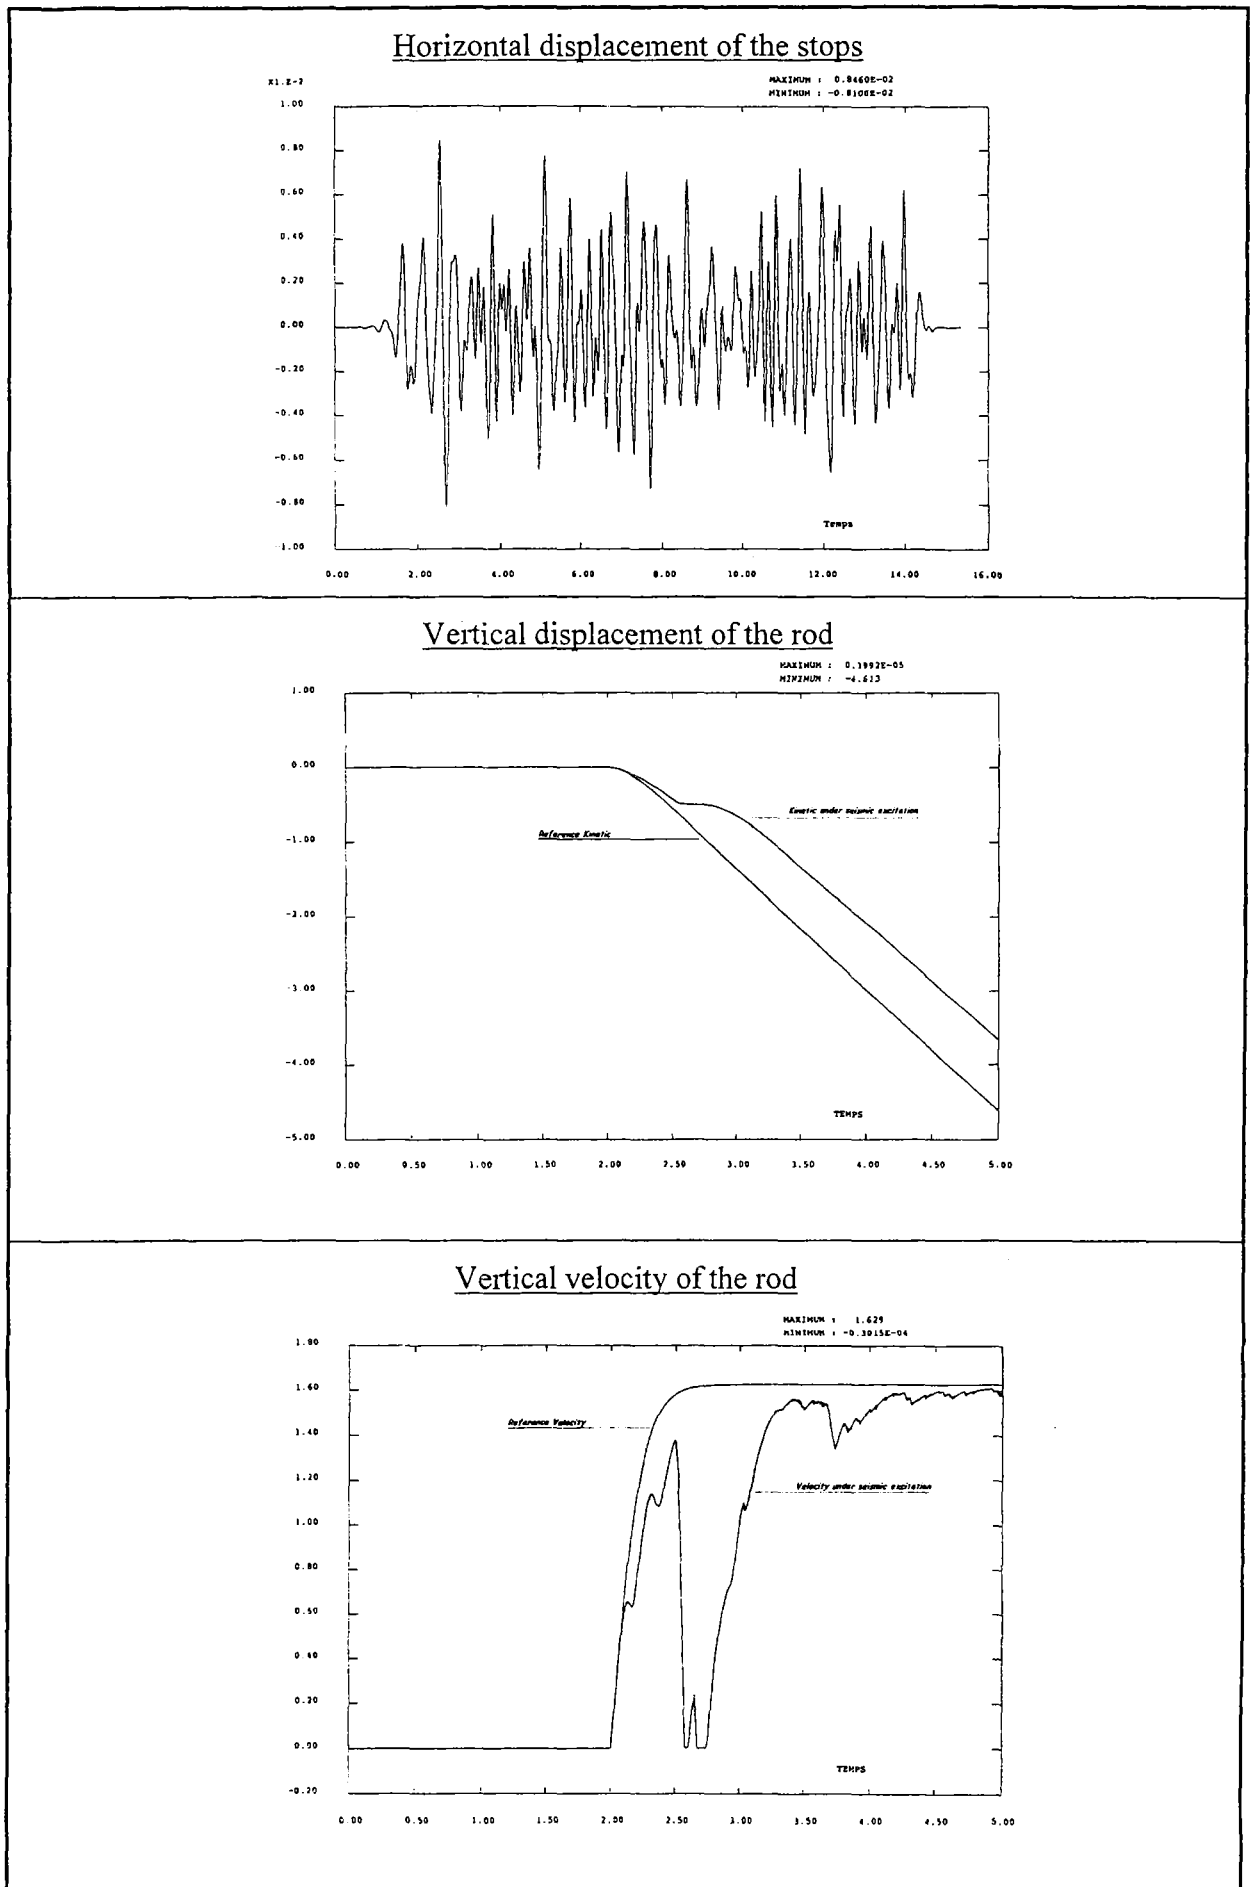 Horizontal displacement of the stops
X1.E-2
MAXIMUM : 0.8460E-02
MINIMUM : -0.8108E-02
1.00
0.80
0.60
0.40
0.20
0.00
-0.20
-0.40
-0.60
-0.80
-1.00
Temps
0.00 2.00 4.00 6.00 8.00 10.00 12.00 14.00 16.00
Vertical displacement of the rod
MAXIMUM : 0.1992E-05
MINIMUM : -4.613
1.00
0.00
Kinetic under seismic excitation
Reference Kinetic
-1.00
-2.00
-3.00
-4.00
TEMPS
-5.00
0.00 0.50 1.00 1.50 2.00 2.50 3.00 3.50 4.00 4.50 5.00
Vertical velocity of the rod
MAXIMUM : 1.629
MINIMUM : -0.3015E-04
1.80
1.60
Reference Velocity
1.40
1.20
Velocity under seismic excitation
1.00
0.80
0.60
0.40
0.20
0.00
TEMPS
-0.20
0.00 0.50 1.00 1.50 2.00 2.50 3.00 3.50 4.00 4.50 5.00